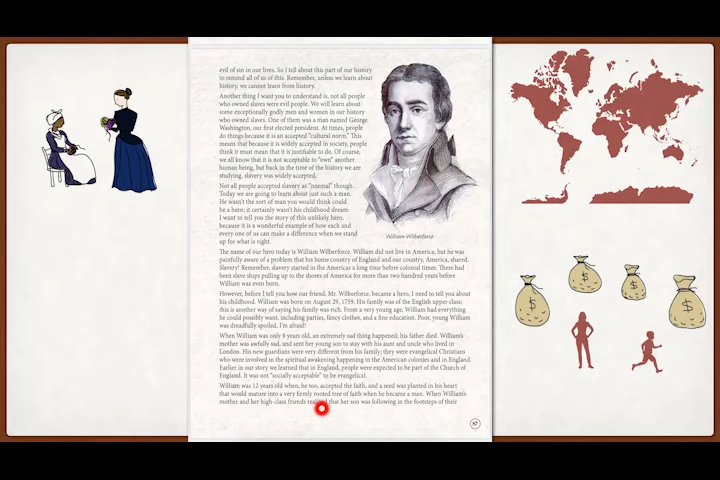 evil of sin in our lives. So I tell about this part of our history
to remind all of us of this. Remember, unless we learn about
history, we cannot learn from history.
Another thing I want you to understand is, not all people
who owned slaves were evil people. We will learn about
some exceptionally godly men and women in our history
who owned slaves. One of them was a man named George
Washington, our first elected president. At times, people
do things because it is an accepted "cultural norm." This
means that because it is widely accepted in society, people
think it must mean that it is justifiable to do. Of course,
we all know that it is not acceptable to "own" another
human being, but back in the time of the history we are
studying, slavery was widely accepted.
Not all people accepted slavery as "normal" though.
Today we are going to learn about just such a man.
He wasn't the sort of man you would think could
be a hero; it certainly wasn't his childhood dream.
I want to tell you the story of this unlikely hero,
because it is a wonderful example of how each and
every one of us can make a difference when we stand
up for what is right.
William Wilberforce
The name of our hero today is William Wilberforce. William did not live in America, but he was
painfully aware of a problem that his home country of England and our country, America, shared.
Slavery! Remember, slavery started in the Americas a long time before colonial times. There had
been slave ships pulling up to the shores of America for more than two hundred years before
William was even born.
However, before I tell you how our friend, Mr. Wilberforce, became a hero, I need to tell you about
his childhood. William was born on August 29, 1759. His family was of the English upper class;
this is another way of saying his family was rich. From a very young age, William had everything
he could possibly want, including parties, fancy clothes, and a fine education. Poor, young William
was dreadfully spoiled, I'm afraid!
When William was only 9 years old, an extremely sad thing happened; his father died. William's
mother was awfully sad, and sent her young son to stay with his aunt and uncle who lived in
London. His new guardians were very different from his family; they were evangelical Christians
who were involved in the spiritual awakening happening in the American colonies and in England.
Earlier in our story we learned that in England, people were expected to be part of the Church of
England. It was not "socially acceptable" to be evangelical.
William was 12 years old when, he too, accepted the faith, and a seed was planted in his heart
that would mature into a very firmly rooted tree of faith when he became a man. When William's
mother and her high-class friends realized that her son was following in the footsteps of their
57
$
$
$
$